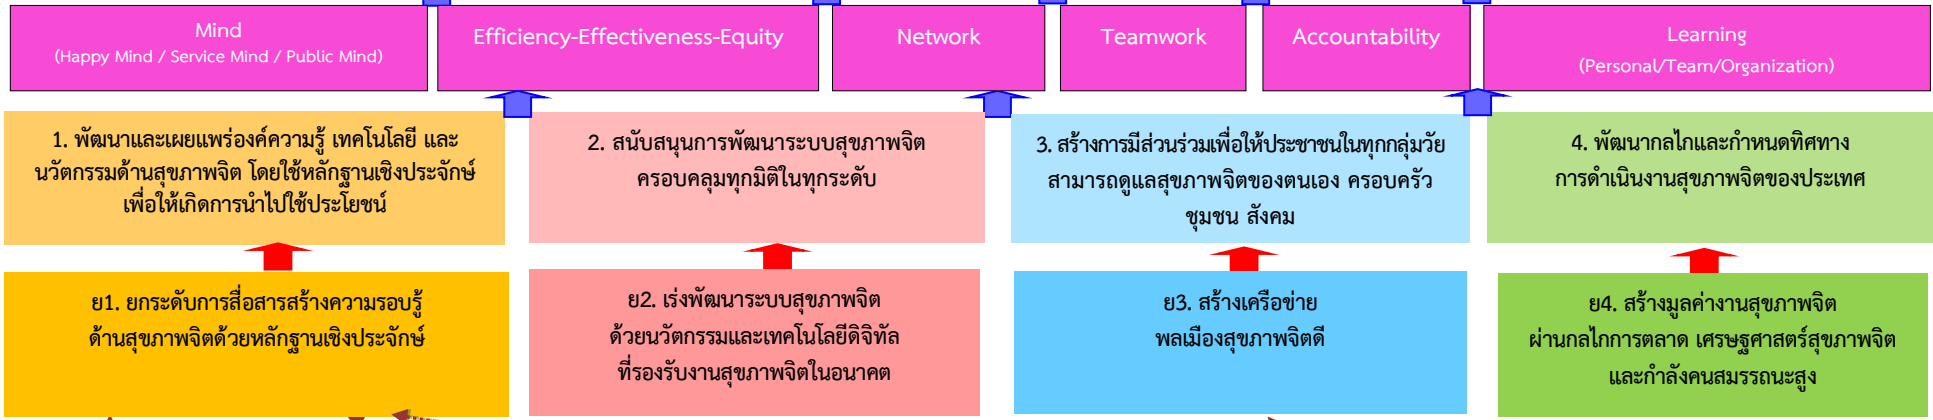 Mind
(Happy Mind / Service Mind / Public Mind)
Efficiency-Effectiveness-Equity
Network
Teamwork
Accountability
Learning
(Personal/Team/Organization)
1. พัฒนาและเผยแพร่องค์ความรู้ เทคโนโลยี และ
นวัตกรรมด้านสุขภาพจิต โดยใช้หลักฐานเชิงประจักษ์
เพื่อให้เกิดการนำไปใช้ประโยชน์
2. สนับสนุนการพัฒนาระบบสุขภาพจิต
ครอบคลุมทุกมิติในทุกระดับ
3. สร้างการมีส่วนร่วมเพื่อให้ประชาชนในทุกกลุ่มวัย
สามารถดูแลสุขภาพจิตของตนเอง ครอบครัว
ชุมชน สังคม
4. พัฒนากลไกและกำหนดทิศทาง
การดำเนินงานสุขภาพจิตของประเทศ
ย1. ยกระดับการสื่อสารสร้างความรอบรู้
ด้านสุขภาพจิตด้วยหลักฐานเชิงประจักษ์
ย2. เร่งพัฒนาระบบสุขภาพจิต
ด้วยนวัตกรรมและเทคโนโลยีดิจิทัล
ที่รองรับงานสุขภาพจิตในอนาคต
ย3. สร้างเครือข่าย
พลเมืองสุขภาพจิตดี
ย4. สร้างมูลค่างานสุขภาพจิต
ผ่านกลไกการตลาด เศรษฐศาสตร์สุขภาพจิต
และกำลังคนสมรรถนะสูง